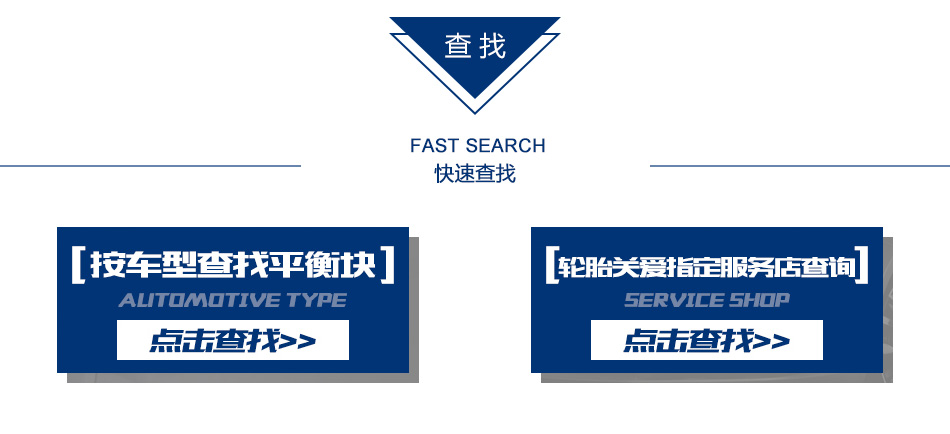 查找
FAST SEARCH
快速查找
[按车型查找平衡块]
AUTOMOTIVE TYPE
点击查找>>
[轮胎关爱指定服务店查询]
SERVICE SHOP
点击查找>>